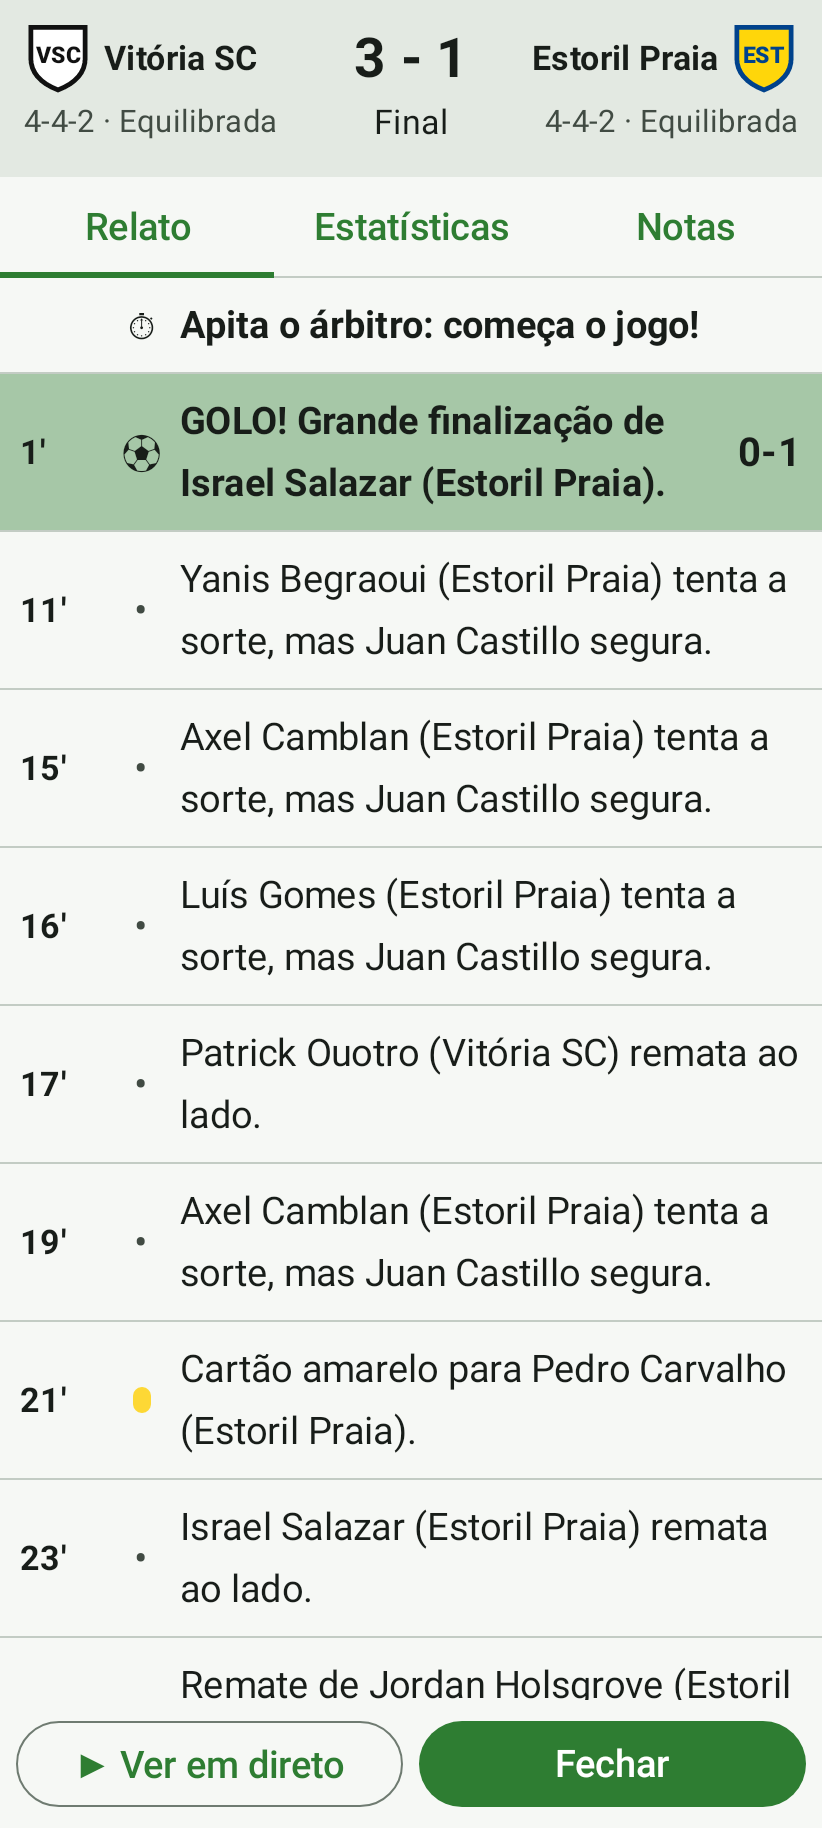 VSC Vitória SC 3 - 1 Estoril Praia EST
4-4-2 · Equilibrada Final 4-4-2 · Equilibrada
Relato Estatísticas Notas
Apita o árbitro: começa o jogo!
GOLO! Grande finalização de
1' 0-1
Israel Salazar (Estoril Praia).
Yanis Begraoui (Estoril Praia) tenta a
11'
sorte, mas Juan Castillo segura.
Axel Camblan (Estoril Praia) tenta a
15'
sorte, mas Juan Castillo segura.
Luís Gomes (Estoril Praia) tenta a
16'
sorte, mas Juan Castillo segura.
Patrick Ouotro (Vitória SC) remata ao
17'
lado.
Axel Camblan (Estoril Praia) tenta a
19'
sorte, mas Juan Castillo segura.
Cartão amarelo para Pedro Carvalho
21'
(Estoril Praia).
Israel Salazar (Estoril Praia) remata
23'
ao lado.
Remate de Jordan Holsgrove (Estoril
► Ver em direto Fechar